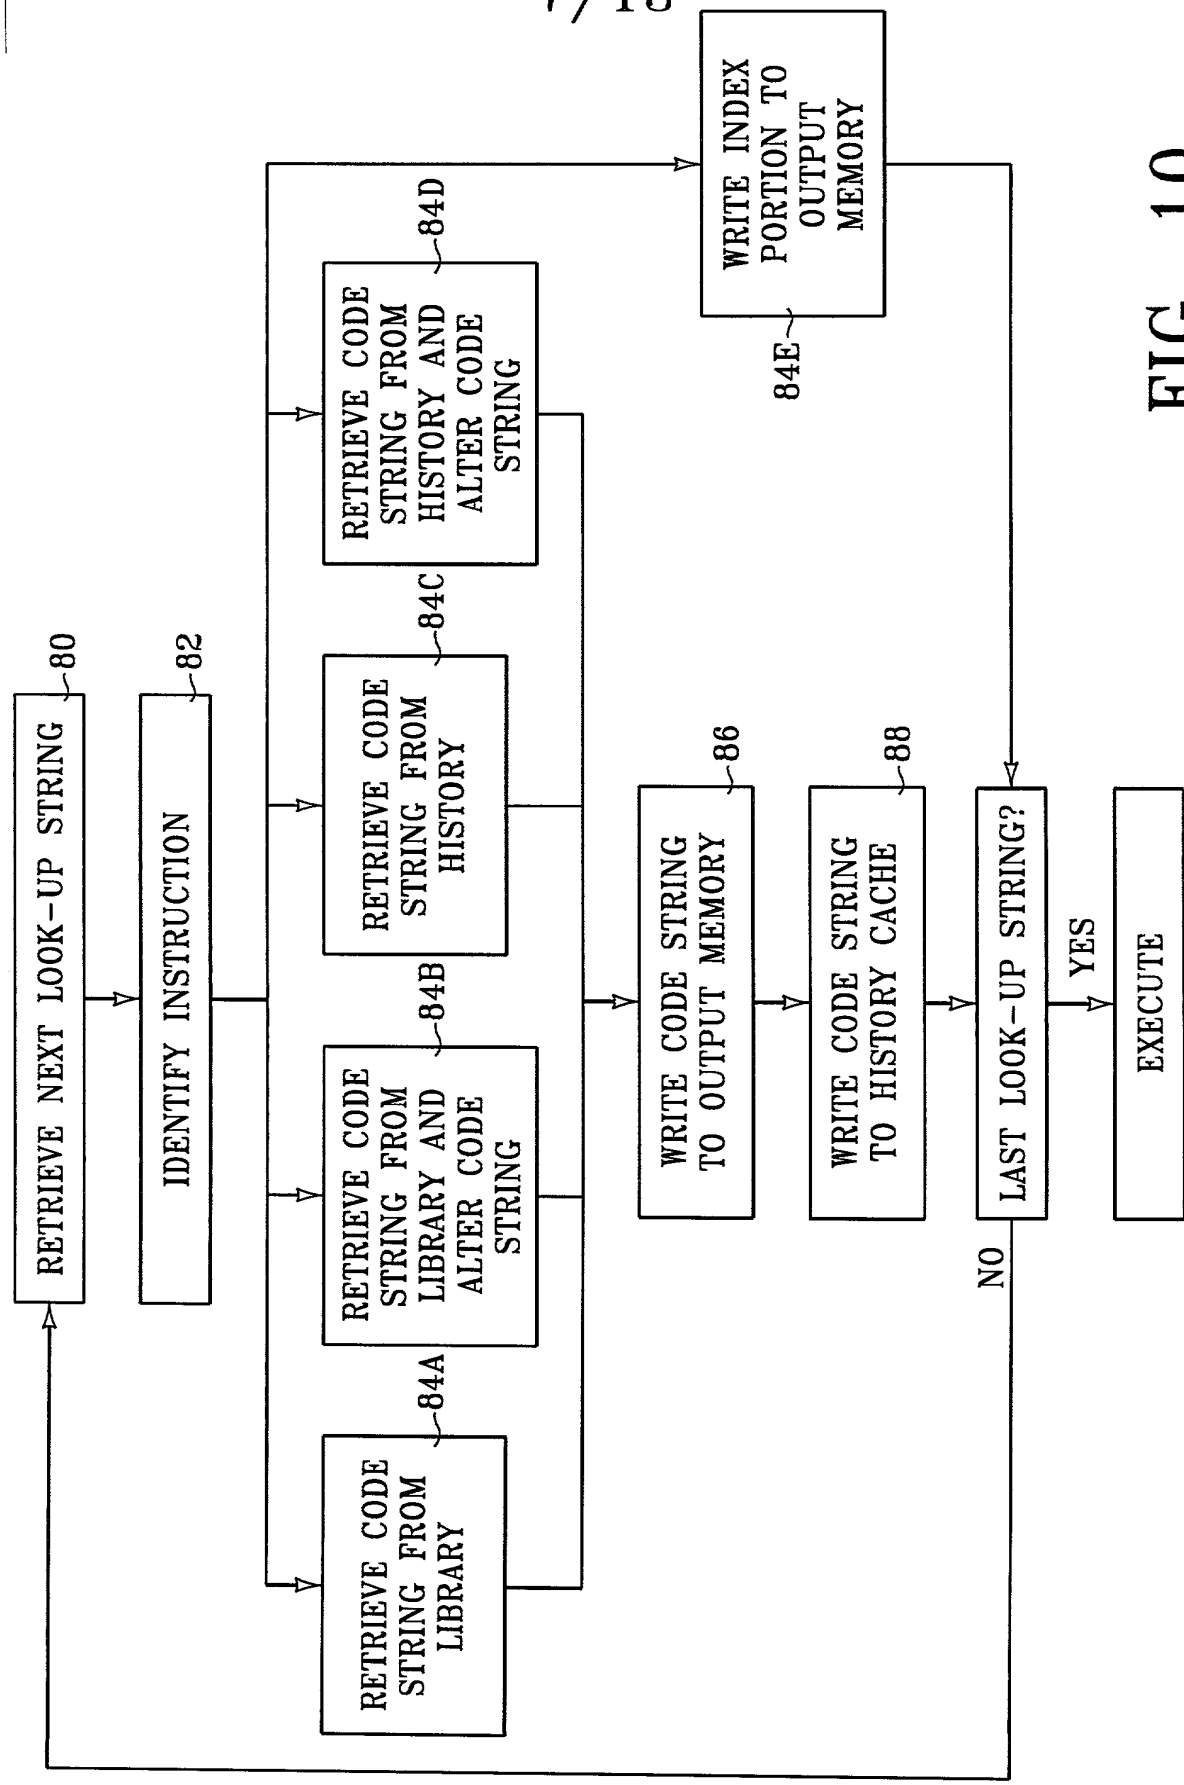 RETRIEVE NEXT LOOK-UP STRING
80
IDENTIFY INSTRUCTION
82
RETRIEVE CODE
STRING FROM
LIBRARY
84A
RETRIEVE CODE
STRING FROM
LIBRARY AND
ALTER CODE
STRING
84B
RETRIEVE CODE
STRING FROM
HISTORY
84C
RETRIEVE CODE
STRING FROM
HISTORY AND
ALTER CODE
STRING
84D
WRITE INDEX
PORTION TO
OUTPUT
MEMORY
84E
WRITE CODE STRING
TO OUTPUT MEMORY
86
WRITE CODE STRING
TO HISTORY CACHE
88
LAST LOOK-UP STRING?
NO
YES
EXECUTE
FIG 10